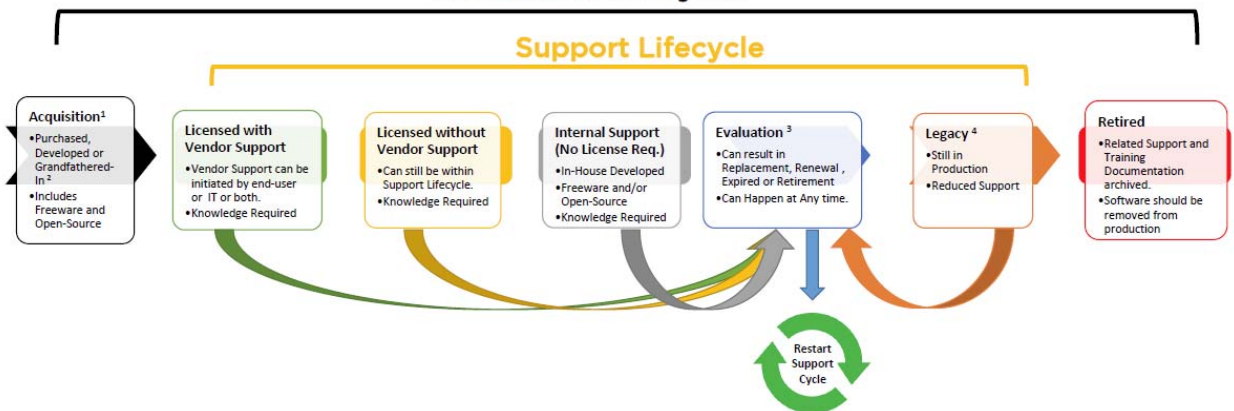 Support Lifecycle
Acquisition¹
•Purchased,
Developed or
Grandfathered-
In ²
•Includes
Freeware and
Open-Source
Licensed with
Vendor Support
•Vendor Support can be
initiated by end-user
or IT or both.
•Knowledge Required
Licensed without
Vendor Support
•Can still be within
Support Lifecycle.
•Knowledge Required
Internal Support
(No License Req.)
•In-House Developed
•Freeware and/or
Open-Source
•Knowledge Required
Evaluation ³
•Can result in
Replacement, Renewal ,
Expired or Retirement
•Can Happen at Any time.
Legacy ⁴
•Still in
Production
•Reduced Support
Retired
•Related Support and
Training
Documentation
archived.
•Software should be
removed from
production
Restart
Support
Cycle